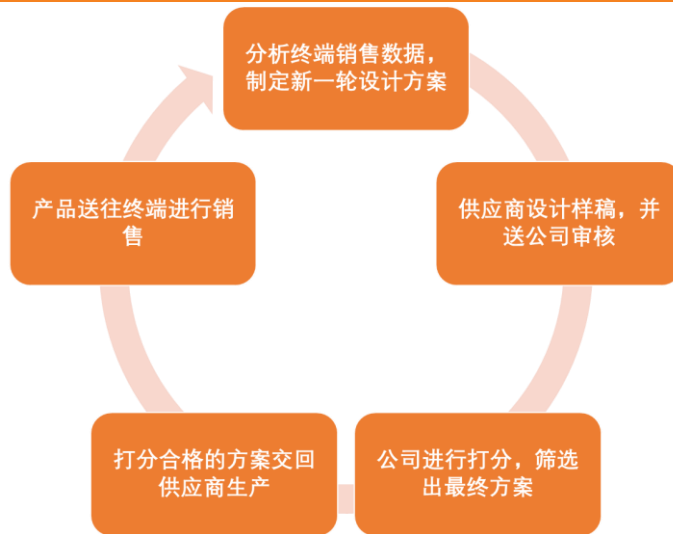 分析终端销售数据，
制定新一轮设计方案
供应商设计样稿，并
送公司审核
公司进行打分，筛选
出最终方案
打分合格的方案交回
供应商生产
产品送往终端进行销
售